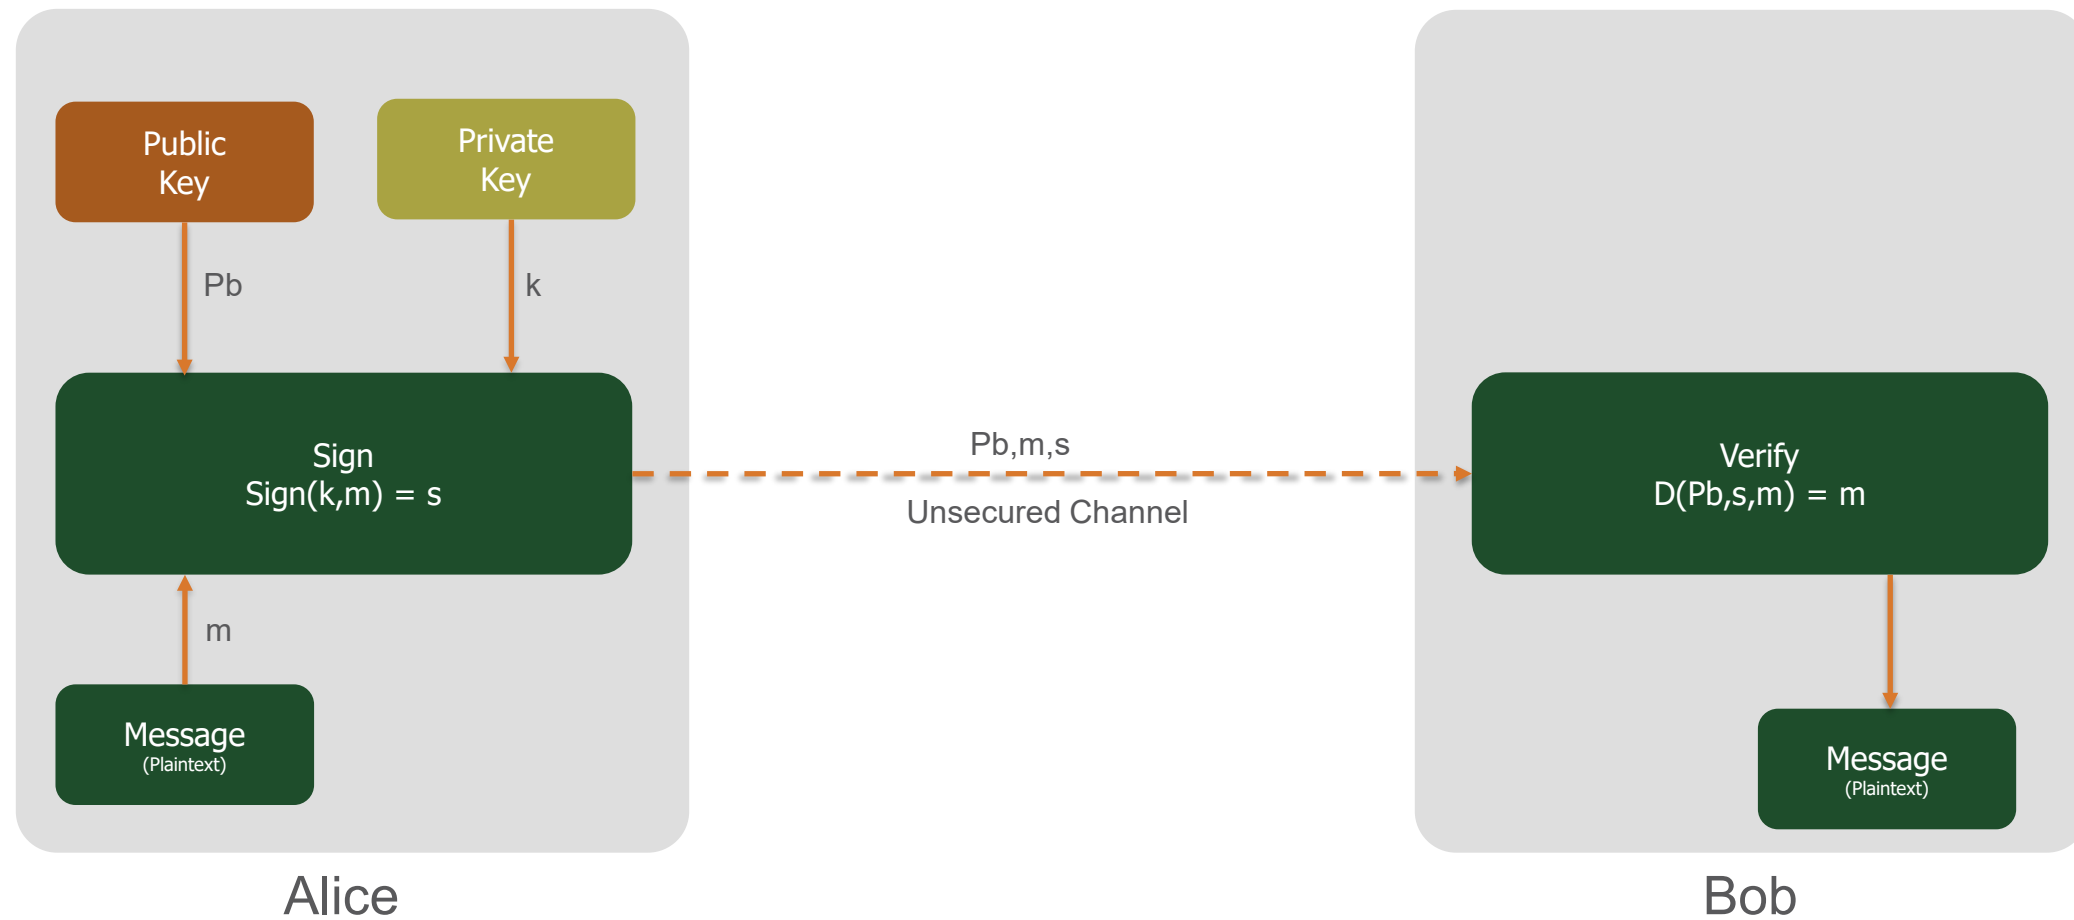 Public
Key
Private
Key
Pb
k
Sign
Sign(k,m) = s
m
Message
(Plaintext)
Alice
Pb,m,s
Unsecured Channel
Verify
D(Pb,s,m) = m
Message
(Plaintext)
Bob